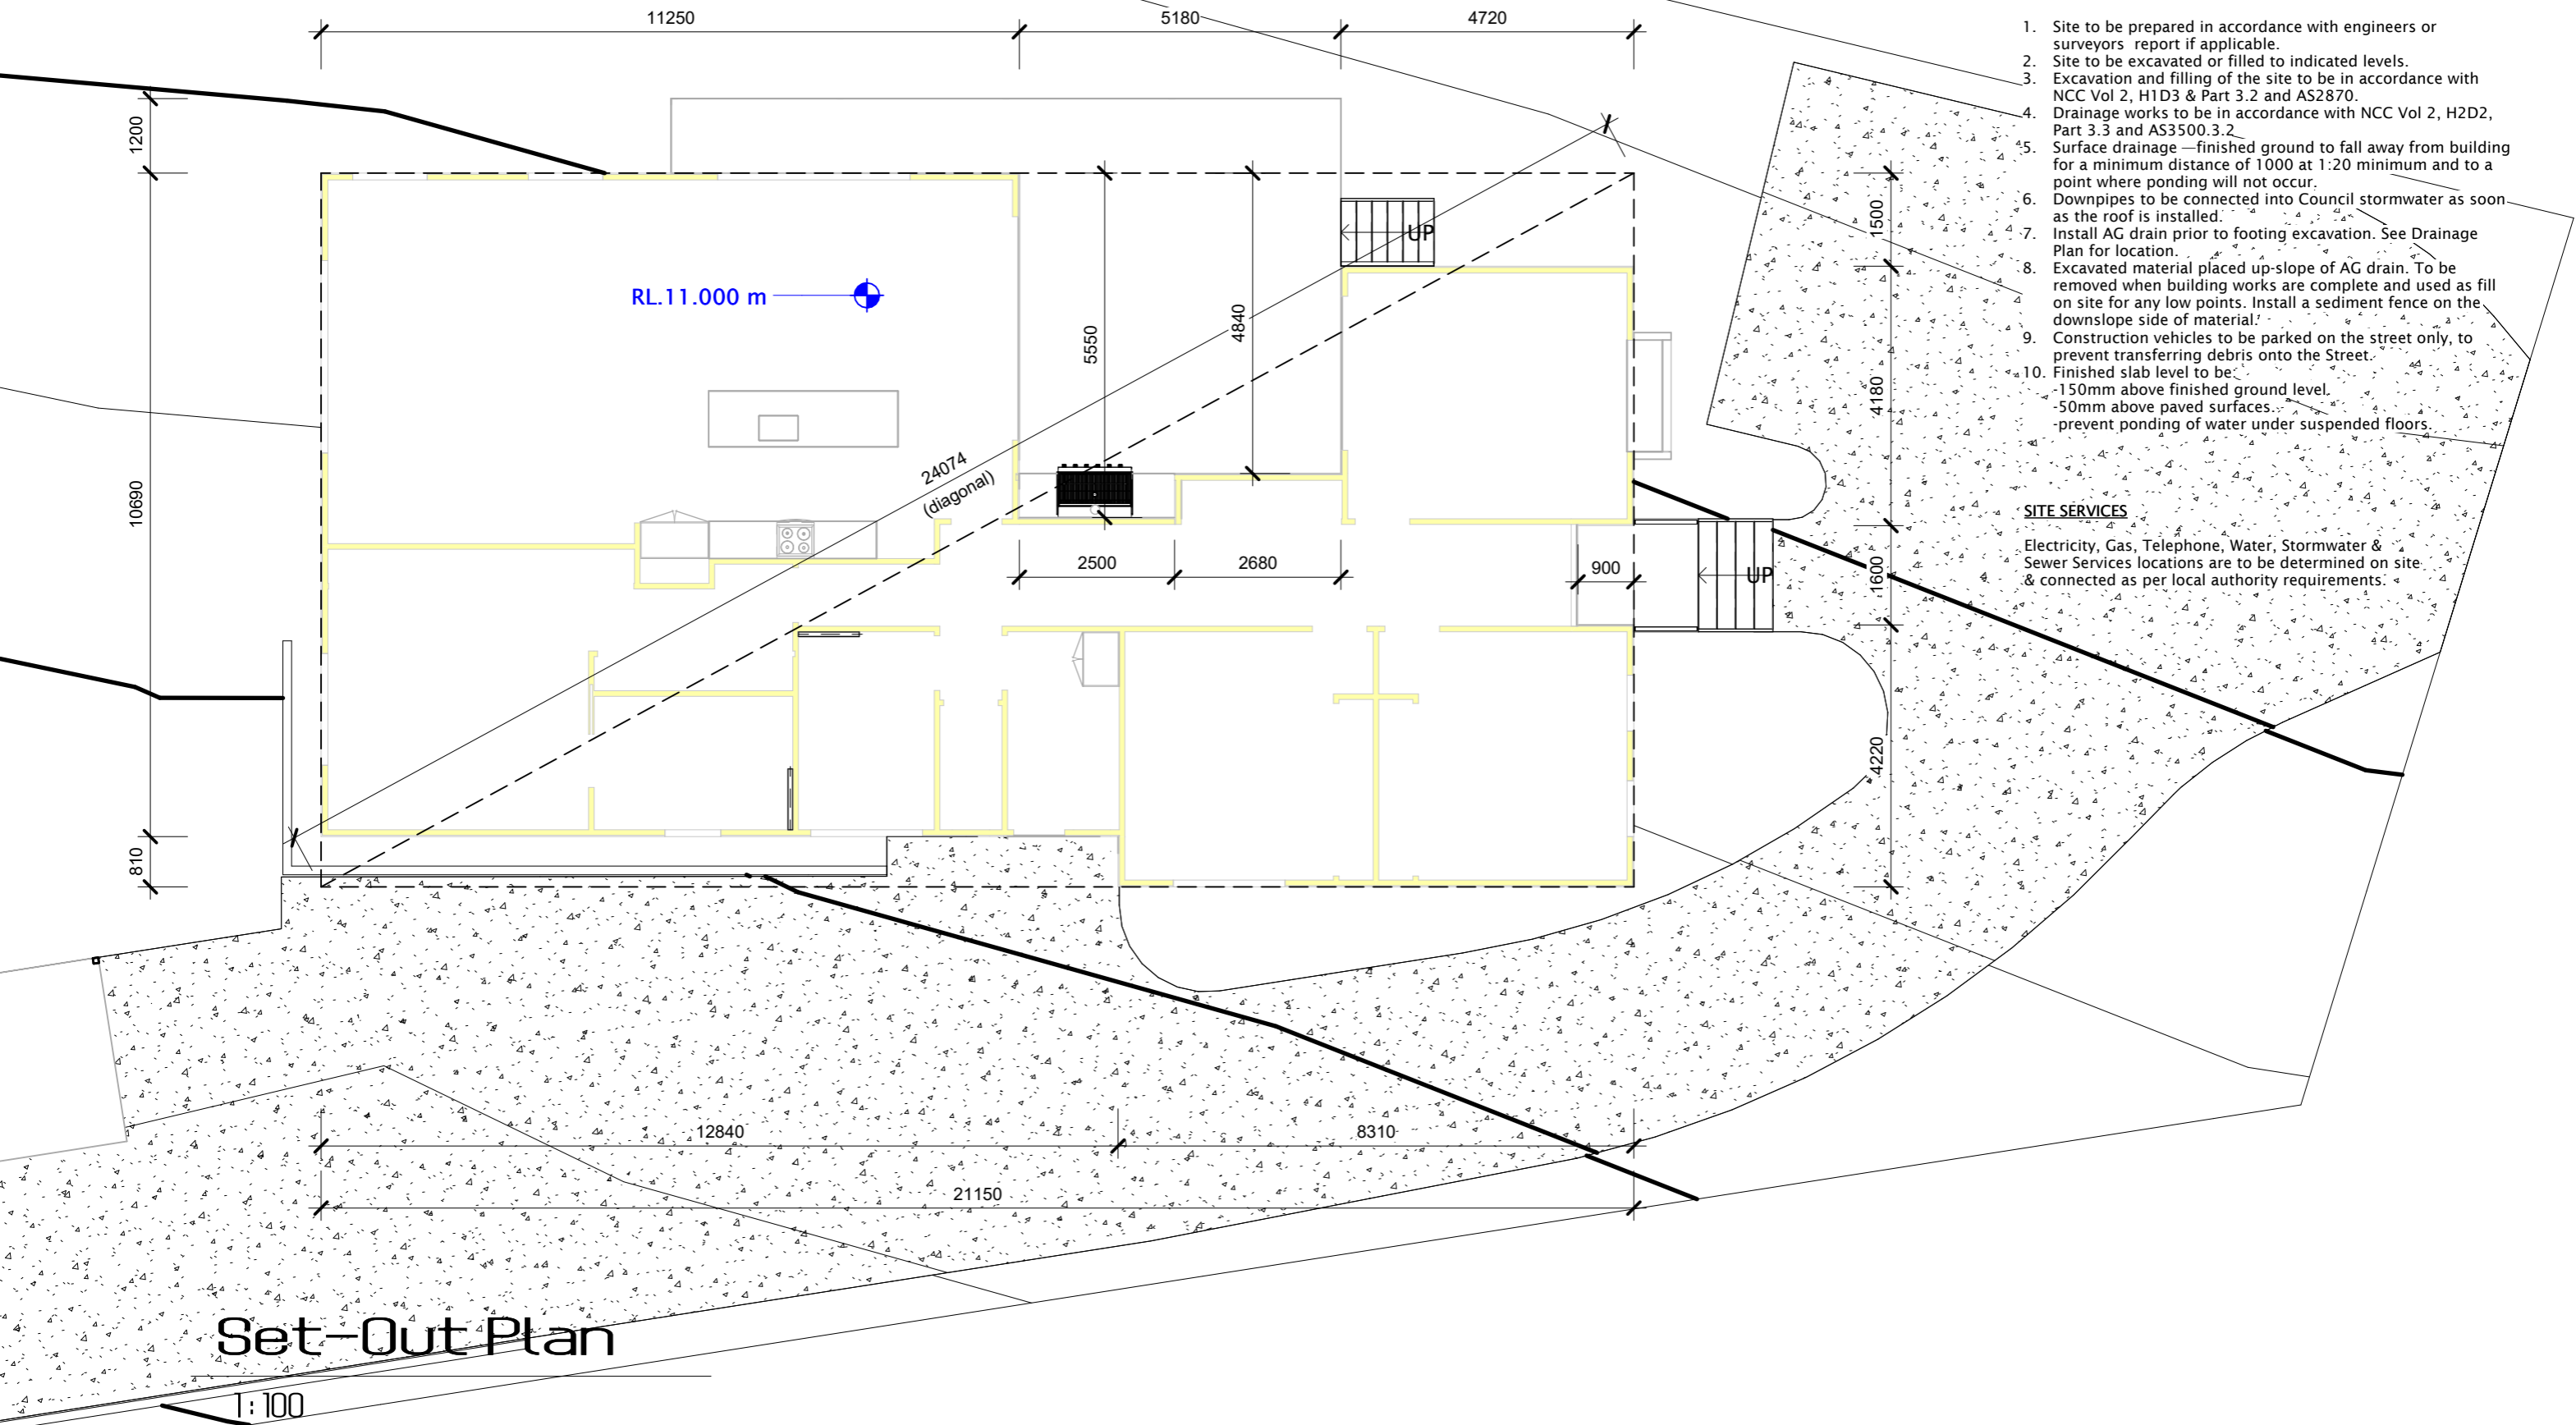 11250
5180
4720
1. Site to be prepared in accordance with engineers or
surveyors report if applicable.
2. Site to be excavated or filled to indicated levels.
3. Excavation and filling of the site to be in accordance with
NCC Vol 2, H1D3 & Part 3.2 and AS2870.
4. Drainage works to be in accordance with NCC Vol 2, H2D2,
Part 3.3 and AS3500.3.2
5. Surface drainage —finished ground to fall away from building
for a minimum distance of 1000 at 1:20 minimum and to a
point where ponding will not occur.
6. Downpipes to be connected into Council stormwater as soon
as the roof is installed.
7. Install AG drain prior to footing excavation. See Drainage
Plan for location.
8. Excavated material placed up-slope of AG drain. To be
removed when building works are complete and used as fill
on site for any low points. Install a sediment fence on the
downslope side of material.
9. Construction vehicles to be parked on the street only, to
prevent transferring debris onto the Street.
10. Finished slab level to be:
-150mm above finished ground level.
-50mm above paved surfaces.
-prevent ponding of water under suspended floors.
SITE SERVICES
Electricity, Gas, Telephone, Water, Stormwater &
Sewer Services locations are to be determined on site
& connected as per local authority requirements.
1200
10690
810
RL.11.000 m
5550
4840
UP
24074
(diagonal)
2500
2680
900
UP
1500
4180
1600
4220
12840
8310
21150
Set-Out Plan
1:100